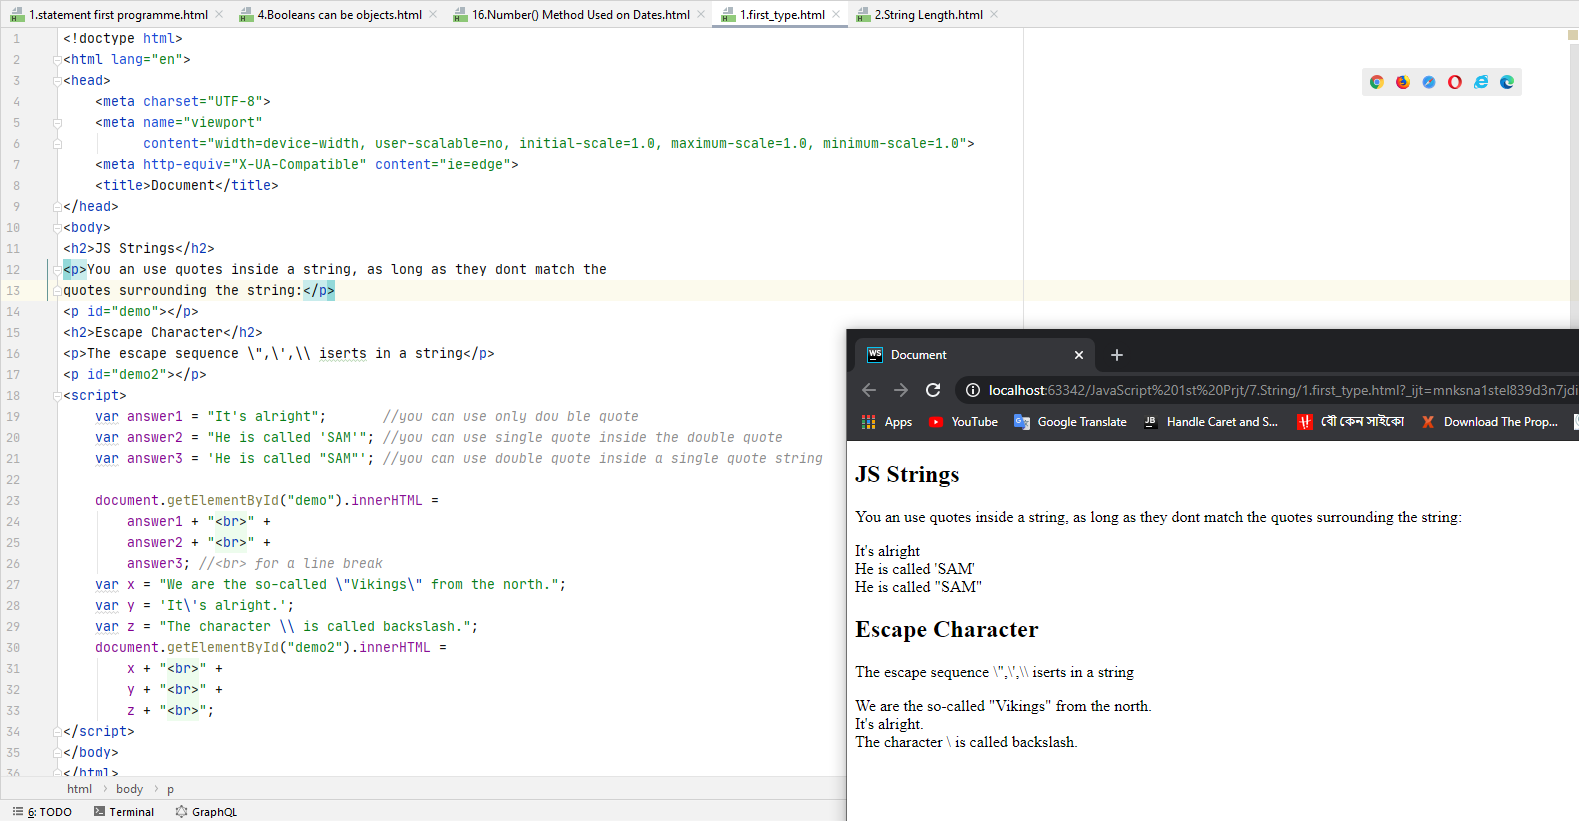 1.statement first programme.html 4.Booleans can be objects.html 16.Number() Method Used on Dates.html 1.first_type.html 2.String Length.html
1 <!doctype html>
2 <html lang="en">
3 <head>
4 <meta charset="UTF-8">
5 <meta name="viewport"
6 content="width=device-width, user-scalable=no, initial-scale=1.0, maximum-scale=1.0, minimum-scale=1.0">
7 <meta http-equiv="X-UA-Compatible" content="ie=edge">
8 <title>Document</title>
9 </head>
10 <body>
11 <h2>JS Strings</h2>
12 <p>You an use quotes inside a string, as long as they dont match the
13 quotes surrounding the string:</p>
14 <p id="demo"></p>
15 <h2>Escape Character</h2>
16 <p>The escape sequence \",\',\\ iserts in a string</p>
17 <p id="demo2"></p>
18 <script>
19 var answer1 = "It's alright"; //you can use only dou ble quote
20 var answer2 = "He is called 'SAM'"; //you can use single quote inside the double quote
21 var answer3 = 'He is called "SAM"'; //you can use double quote inside a single quote string
22
23 document.getElementById("demo").innerHTML =
24 answer1 + "<br>" +
25 answer2 + "<br>" +
26 answer3; //<br> for a line break
27 var x = "We are the so-called \"Vikings\" from the north.";
28 var y = 'It\'s alright.';
29 var z = "The character \\ is called backslash.";
30 document.getElementById("demo2").innerHTML =
31 x + "<br>" +
32 y + "<br>" +
33 z + "<br>";
34 </script>
35 </body>
36 </html>
html body p
6: TODO Terminal GraphQL
WS Document
localhost:63342/JavaScript%201st%20Prjt/7.String/1.first_type.html?_ijt=mnksna1stel839d3n7jdi
Apps YouTube Google Translate JB Handle Caret and S... বৌ কেন সাইকো X Download The Prop...
JS Strings
You an use quotes inside a string, as long as they dont match the quotes surrounding the string:
It's alright
He is called 'SAM'
He is called "SAM"
Escape Character
The escape sequence \",\',\\ iserts in a string
We are the so-called "Vikings" from the north.
It's alright.
The character \ is called backslash.